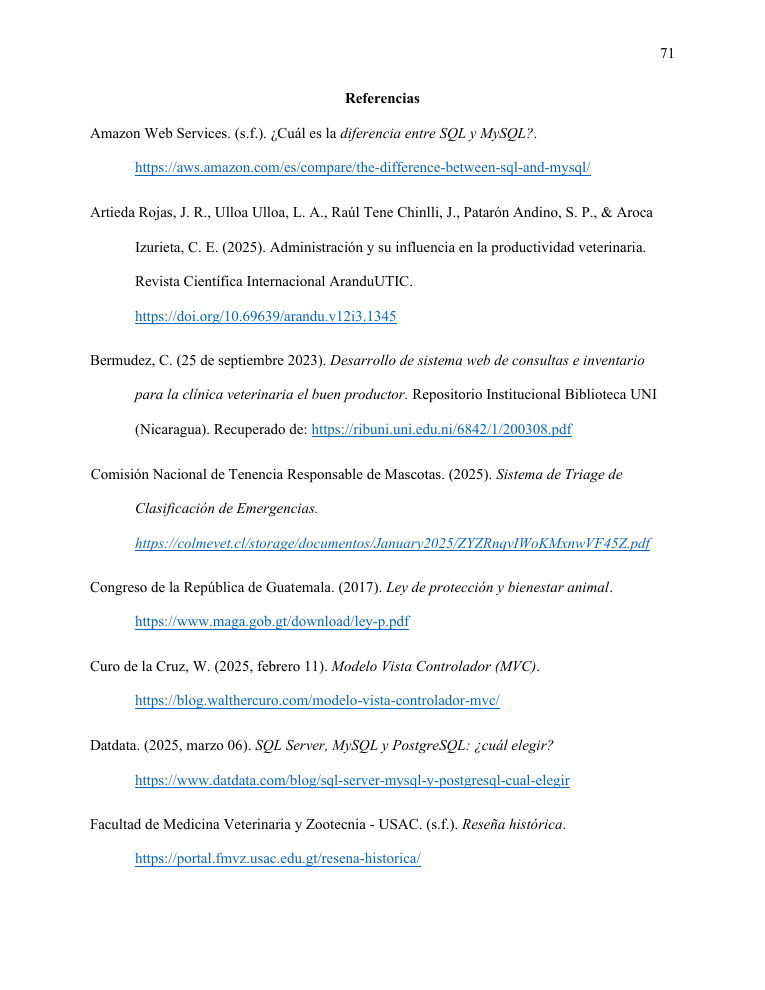 71
Referencias
Amazon Web Services. (s.f.). ¿Cuál es la diferencia entre SQL y MySQL?.
https://aws.amazon.com/es/compare/the-difference-between-sql-and-mysql/
Artieda Rojas, J. R., Ulloa Ulloa, L. A., Raúl Tene Chinlli, J., Patarón Andino, S. P., & Aroca
Izurieta, C. E. (2025). Administración y su influencia en la productividad veterinaria.
Revista Científica Internacional AranduUTIC.
https://doi.org/10.69639/arandu.v12i3.1345
Bermudez, C. (25 de septiembre 2023). Desarrollo de sistema web de consultas e inventario
para la clínica veterinaria el buen productor. Repositorio Institucional Biblioteca UNI
(Nicaragua). Recuperado de: https://ribuni.uni.edu.ni/6842/1/200308.pdf
Comisión Nacional de Tenencia Responsable de Mascotas. (2025). Sistema de Triage de
Clasificación de Emergencias.
https://colmevet.cl/storage/documentos/January2025/ZYZRnqvIWoKMxnwVF45Z.pdf
Congreso de la República de Guatemala. (2017). Ley de protección y bienestar animal.
https://www.maga.gob.gt/download/ley-p.pdf
Curo de la Cruz, W. (2025, febrero 11). Modelo Vista Controlador (MVC).
https://blog.walthercuro.com/modelo-vista-controlador-mvc/
Datdata. (2025, marzo 06). SQL Server, MySQL y PostgreSQL: ¿cuál elegir?
https://www.datdata.com/blog/sql-server-mysql-y-postgresql-cual-elegir
Facultad de Medicina Veterinaria y Zootecnia - USAC. (s.f.). Reseña histórica.
https://portal.fmvz.usac.edu.gt/resena-historica/